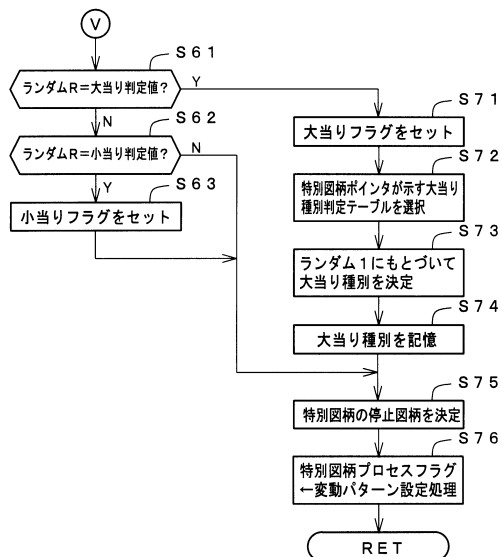 V
S61
ランダムR=大当り判定値?
Y
N
S62
ランダムR=小当り判定値?
N
Y
S63
小当りフラグをセット
S71
大当りフラグをセット
S72
特別図柄ポインタが示す大当り
種別判定テーブルを選択
S73
ランダム1にもとづいて
大当り種別を決定
S74
大当り種別を記憶
S75
特別図柄の停止図柄を決定
S76
特別図柄プロセスフラグ
←変動パターン設定処理
RET